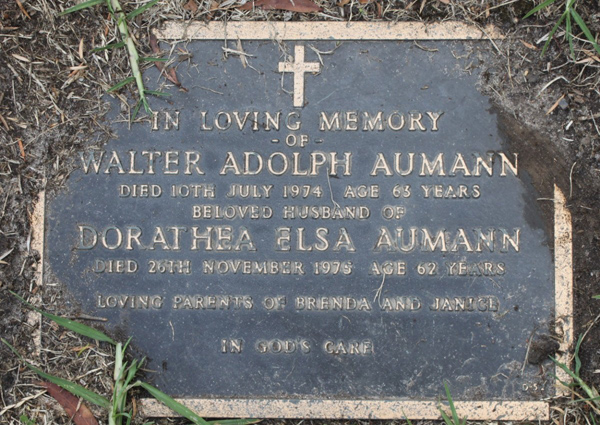 IN LOVING MEMORY
- OF -
WALTER ADOLPH AUMANN
DIED 10TH JULY 1974 AGE 63 YEARS
BELOVED HUSBAND OF
DORATHEA ELSA AUMANN
DIED 26TH NOVEMBER 1975 AGE 62 YEARS
LOVING PARENTS OF BRENDA AND JANICE
IN GOD'S CARE